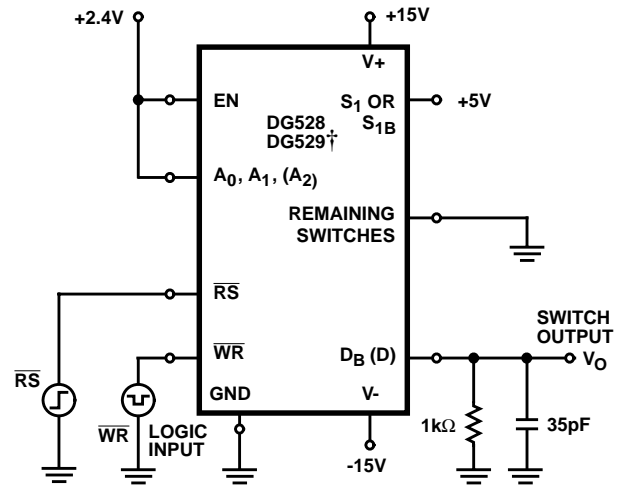 +2.4V
+15V
V+
EN
S1 OR
S1B
+5V
DG528
DG529†
A0, A1, (A2)
REMAINING
SWITCHES
RS
WR
DB (D)
SWITCH
OUTPUT
VO
RS
WR
LOGIC
INPUT
GND
V-
-15V
1kΩ
35pF